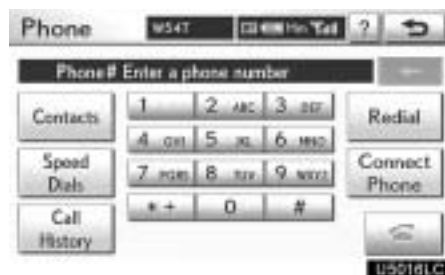 Phone W54T ?
Phone# Enter a phone number
Contacts
1 2 ABC 3 DEF
Redial
4 GHI 5 JKL 6 MNO
Speed
Dials
7 PQRS 8 TUV 9 WXYZ
Connect
Phone
* + 0 #
Call
History
U5016LC